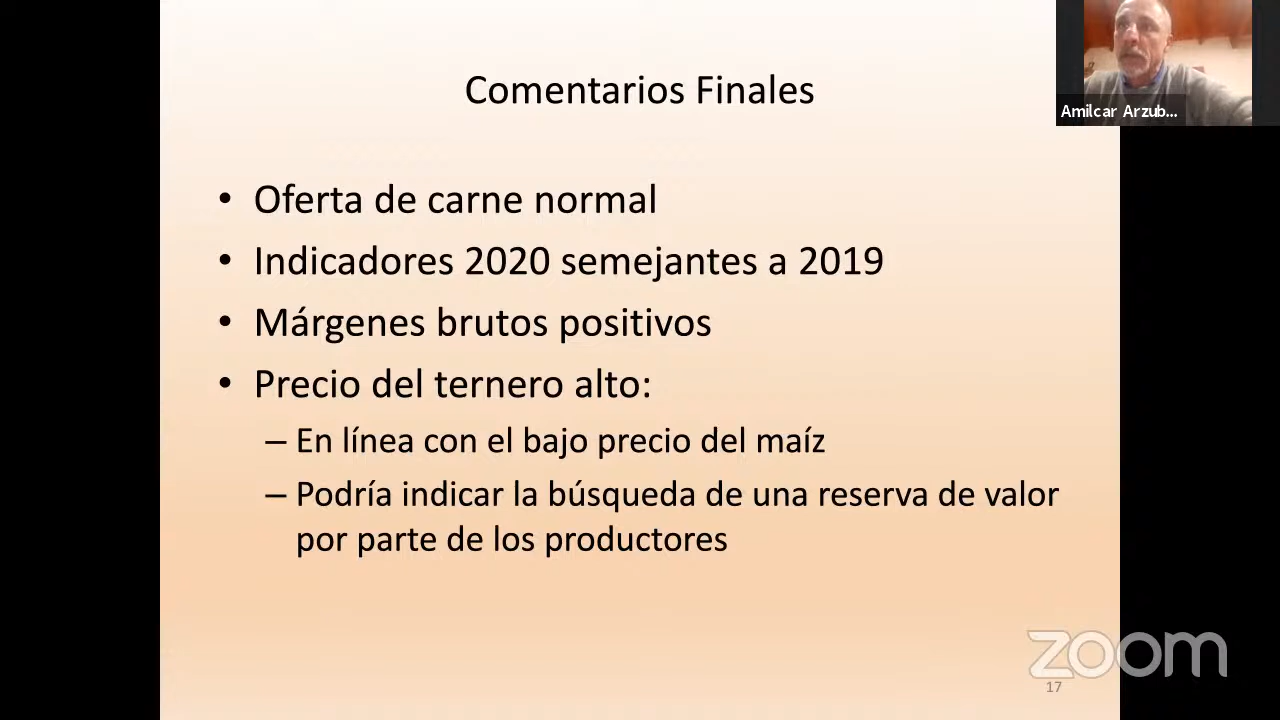 Comentarios Finales
Amilcar Arzub...
• Oferta de carne normal
• Indicadores 2020 semejantes a 2019
• Márgenes brutos positivos
• Precio del ternero alto:
– En línea con el bajo precio del maíz
– Podría indicar la búsqueda de una reserva de valor
por parte de los productores
zoom
17